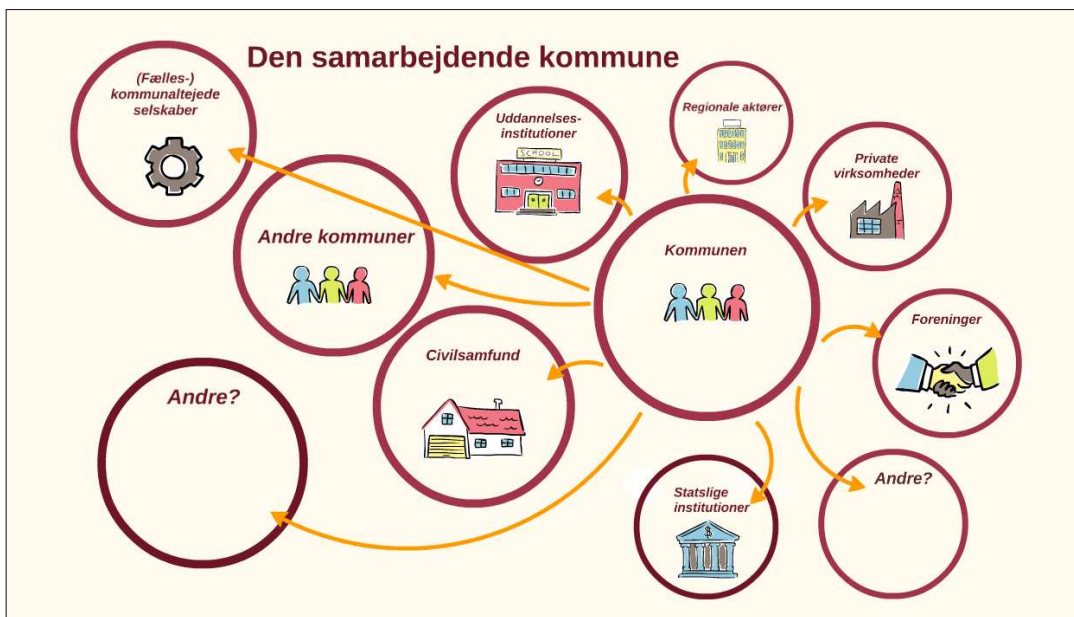 Den samarbejdende kommune
(Fælles-)
kommunaltejede
selskaber
Uddannelses-
institutioner
SCHOOL
Regionale aktører
Private
virksomheder
Andre kommuner
Kommunen
Foreninger
Civilsamfund
Andre?
Statslige
institutioner
$
Andre?